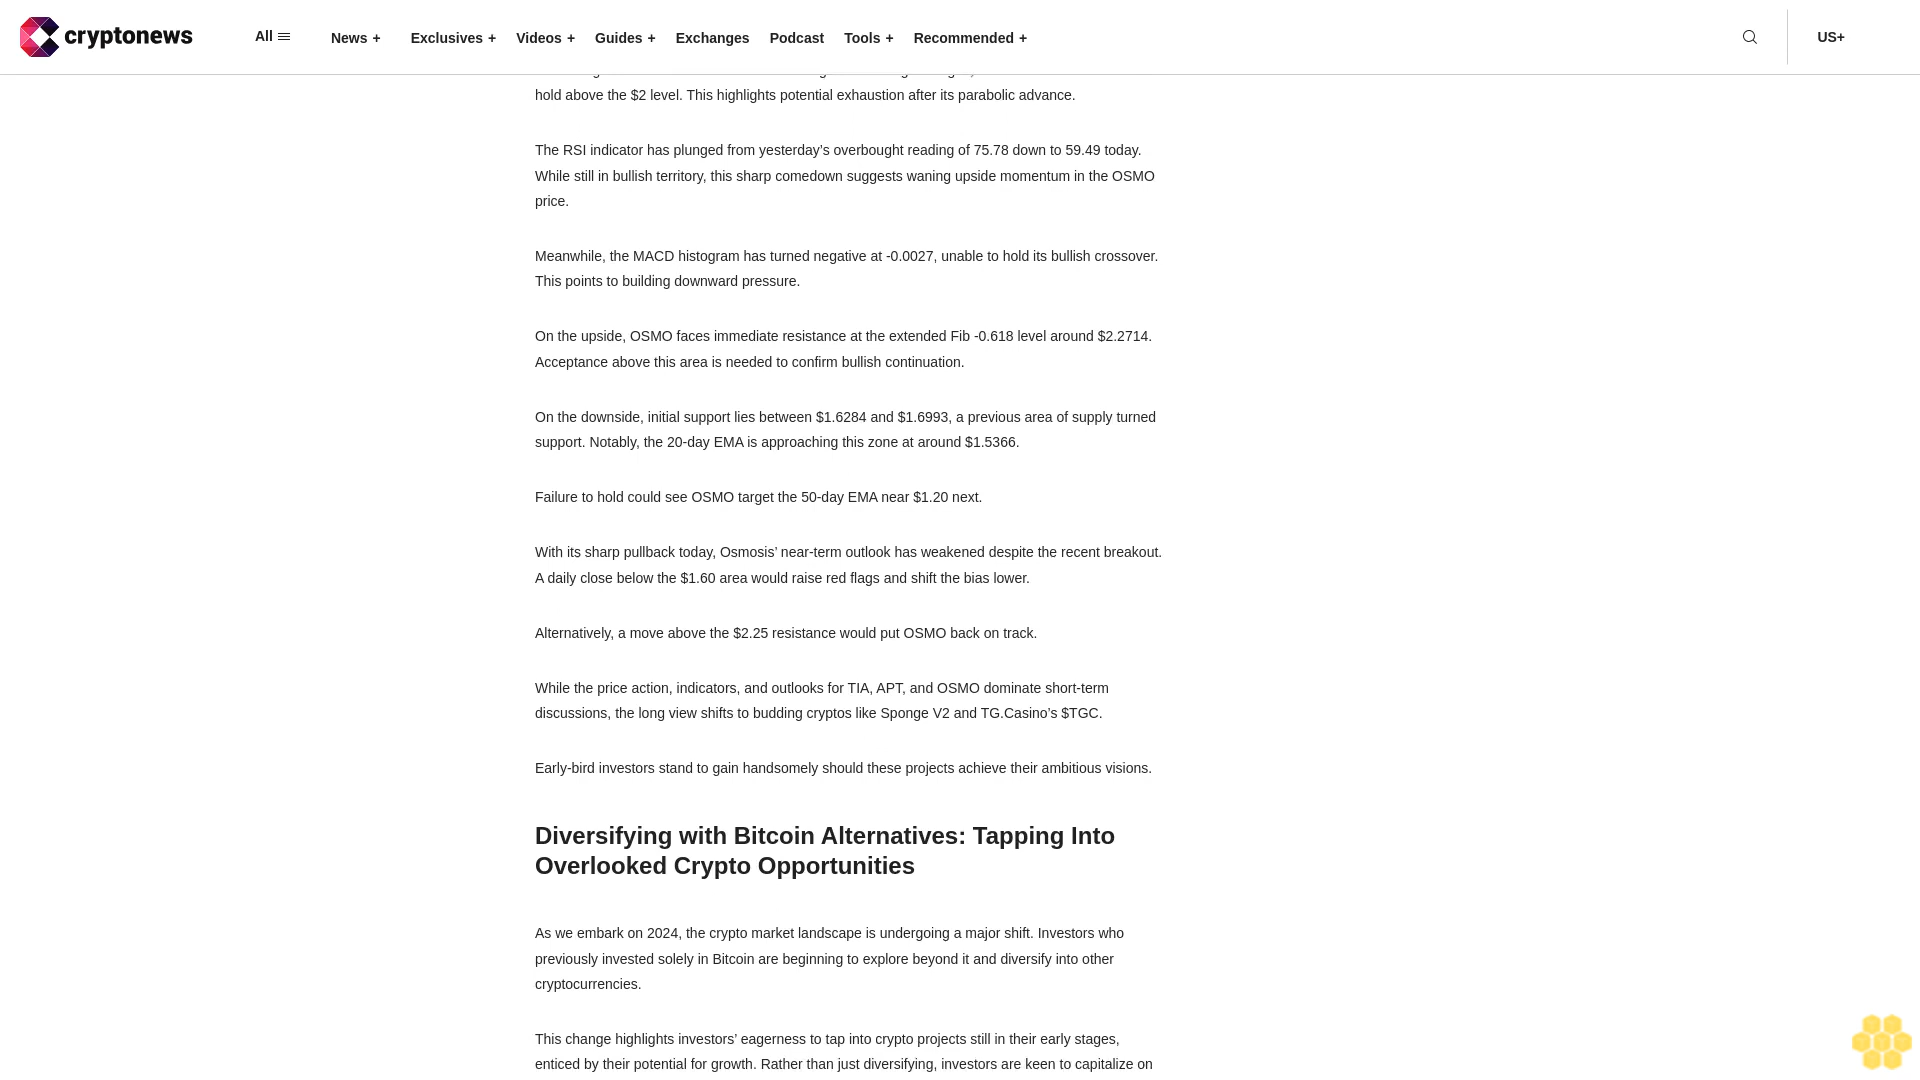 cryptonews
All
News +
Exclusives +
Videos +
Guides +
Exchanges
Podcast
Tools +
Recommended +
US+
hold above the $2 level. This highlights potential exhaustion after its parabolic advance.
The RSI indicator has plunged from yesterday’s overbought reading of 75.78 down to 59.49 today.
While still in bullish territory, this sharp comedown suggests waning upside momentum in the OSMO
price.
Meanwhile, the MACD histogram has turned negative at -0.0027, unable to hold its bullish crossover.
This points to building downward pressure.
On the upside, OSMO faces immediate resistance at the extended Fib -0.618 level around $2.2714.
Acceptance above this area is needed to confirm bullish continuation.
On the downside, initial support lies between $1.6284 and $1.6993, a previous area of supply turned
support. Notably, the 20-day EMA is approaching this zone at around $1.5366.
Failure to hold could see OSMO target the 50-day EMA near $1.20 next.
With its sharp pullback today, Osmosis’ near-term outlook has weakened despite the recent breakout.
A daily close below the $1.60 area would raise red flags and shift the bias lower.
Alternatively, a move above the $2.25 resistance would put OSMO back on track.
While the price action, indicators, and outlooks for TIA, APT, and OSMO dominate short-term
discussions, the long view shifts to budding cryptos like Sponge V2 and TG.Casino’s $TGC.
Early-bird investors stand to gain handsomely should these projects achieve their ambitious visions.
Diversifying with Bitcoin Alternatives: Tapping Into
Overlooked Crypto Opportunities
As we embark on 2024, the crypto market landscape is undergoing a major shift. Investors who
previously invested solely in Bitcoin are beginning to explore beyond it and diversify into other
cryptocurrencies.
This change highlights investors’ eagerness to tap into crypto projects still in their early stages,
enticed by their potential for growth. Rather than just diversifying, investors are keen to capitalize on